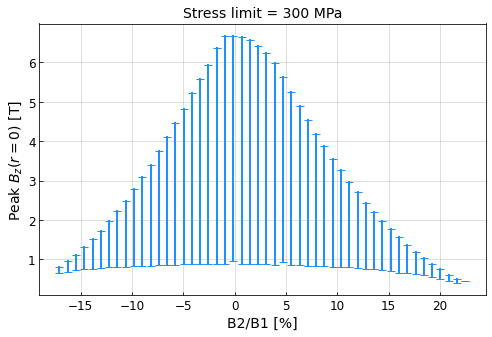 Stress limit = 300 MPa
Peak B_z(r = 0) [T]
6
5
4
3
2
1
−15 −10 −5 0 5 10 15 20
B2/B1 [%]